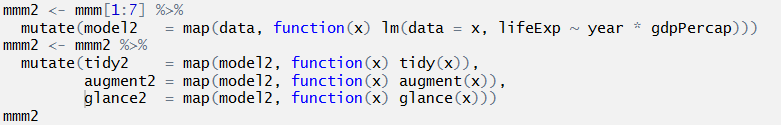 mmm2 <- mmm[1:7] %>%
  mutate(model2   = map(data, function(x) lm(data = x, lifeExp ~ year * gdpPercap)))
mmm2 <- mmm2 %>%
  mutate(tidy2    = map(model2, function(x) tidy(x)),
         augment2 = map(model2, function(x) augment(x)),
         glance2  = map(model2, function(x) glance(x)))
mmm2